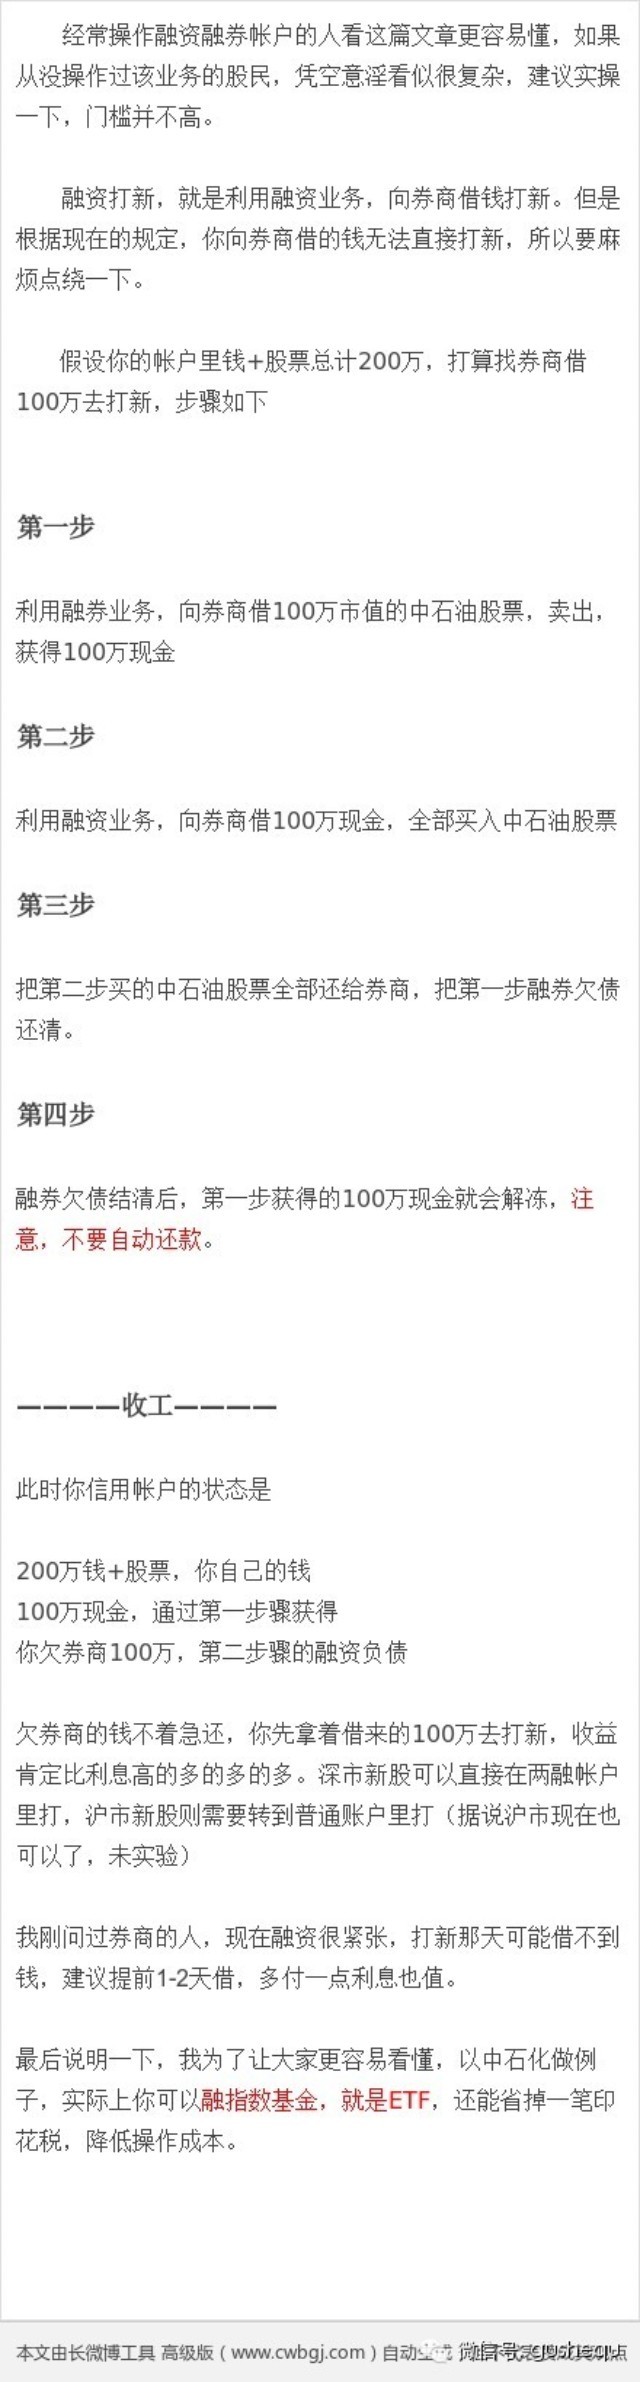 经常操作融资融券帐户的人看这篇文章更容易懂，如果
从没操作过该业务的股民，凭空意淫看似很复杂，建议实操
一下，门槛并不高。
融资打新，就是利用融资业务，向券商借钱打新。但是
根据现在的规定，你向券商借的钱无法直接打新，所以要麻
烦点绕一下。
假设你的帐户里钱+股票总计200万，打算找券商借
100万去打新，步骤如下
第一步
利用融券业务，向券商借100万市值的中石油股票，卖出，
获得100万现金
第二步
利用融资业务，向券商借100万现金，全部买入中石油股票
第三步
把第二步买的中石油股票全部还给券商，把第一步融券欠债
还清。
第四步
融券欠债结清后，第一步获得的100万现金就会解冻，注
意，不要自动还款。
————收工————
此时你信用帐户的状态是
200万钱+股票，你自己的钱
100万现金，通过第一步骤获得
你欠券商100万，第二步骤的融资负债
欠券商的钱不着急还，你先拿着借来的100万去打新，收益
肯定比利息高的多的多的多。深市新股可以直接在两融帐户
里打，沪市新股则需要转到普通账户里打（据说沪市现在也
可以了，未实验）
我刚问过券商的人，现在融资很紧张，打新那天可能借不到
钱，建议提前1-2天借，多付一点利息也值。
最后说明一下，我为了让大家更容易看懂，以中石化做例
子，实际上你可以融指数基金，就是ETF，还能省掉一笔印
花税，降低操作成本。
本文由长微博工具 高级版（www.cwbgj.com）自动生成
微信号: gushequ